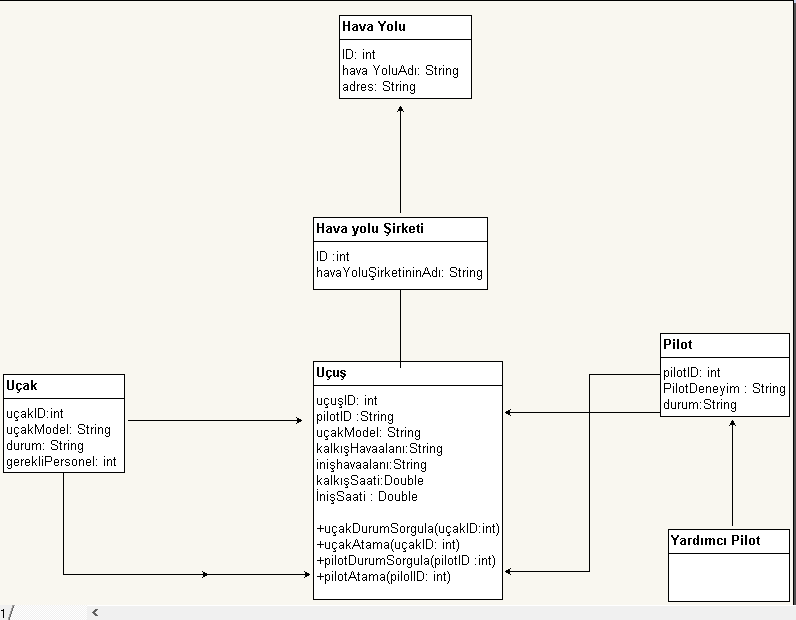 Hava Yolu
ID: int
hava YoluAdı: String
adres: String
Hava yolu Şirketi
ID :int
havaYoluŞirketininAdı: String
Uçak
uçakID:int
uçakModel: String
durum: String
gerekliPersonel: int
Uçuş
uçuşID: int
pilotID :String
uçakModel: String
kalkışHavaalanı:String
inişhavaalanı:String
kalkışSaati:Double
İnişSaati : Double
+uçakDurumSorgula(uçakID:int)
+uçakAtama(uçakID: int)
+pilotDurumSorgula(pilotID :int)
+pilotAtama(pilolID: int)
Pilot
pilotID: int
PilotDeneyim : String
durum:String
Yardımcı Pilot
1/